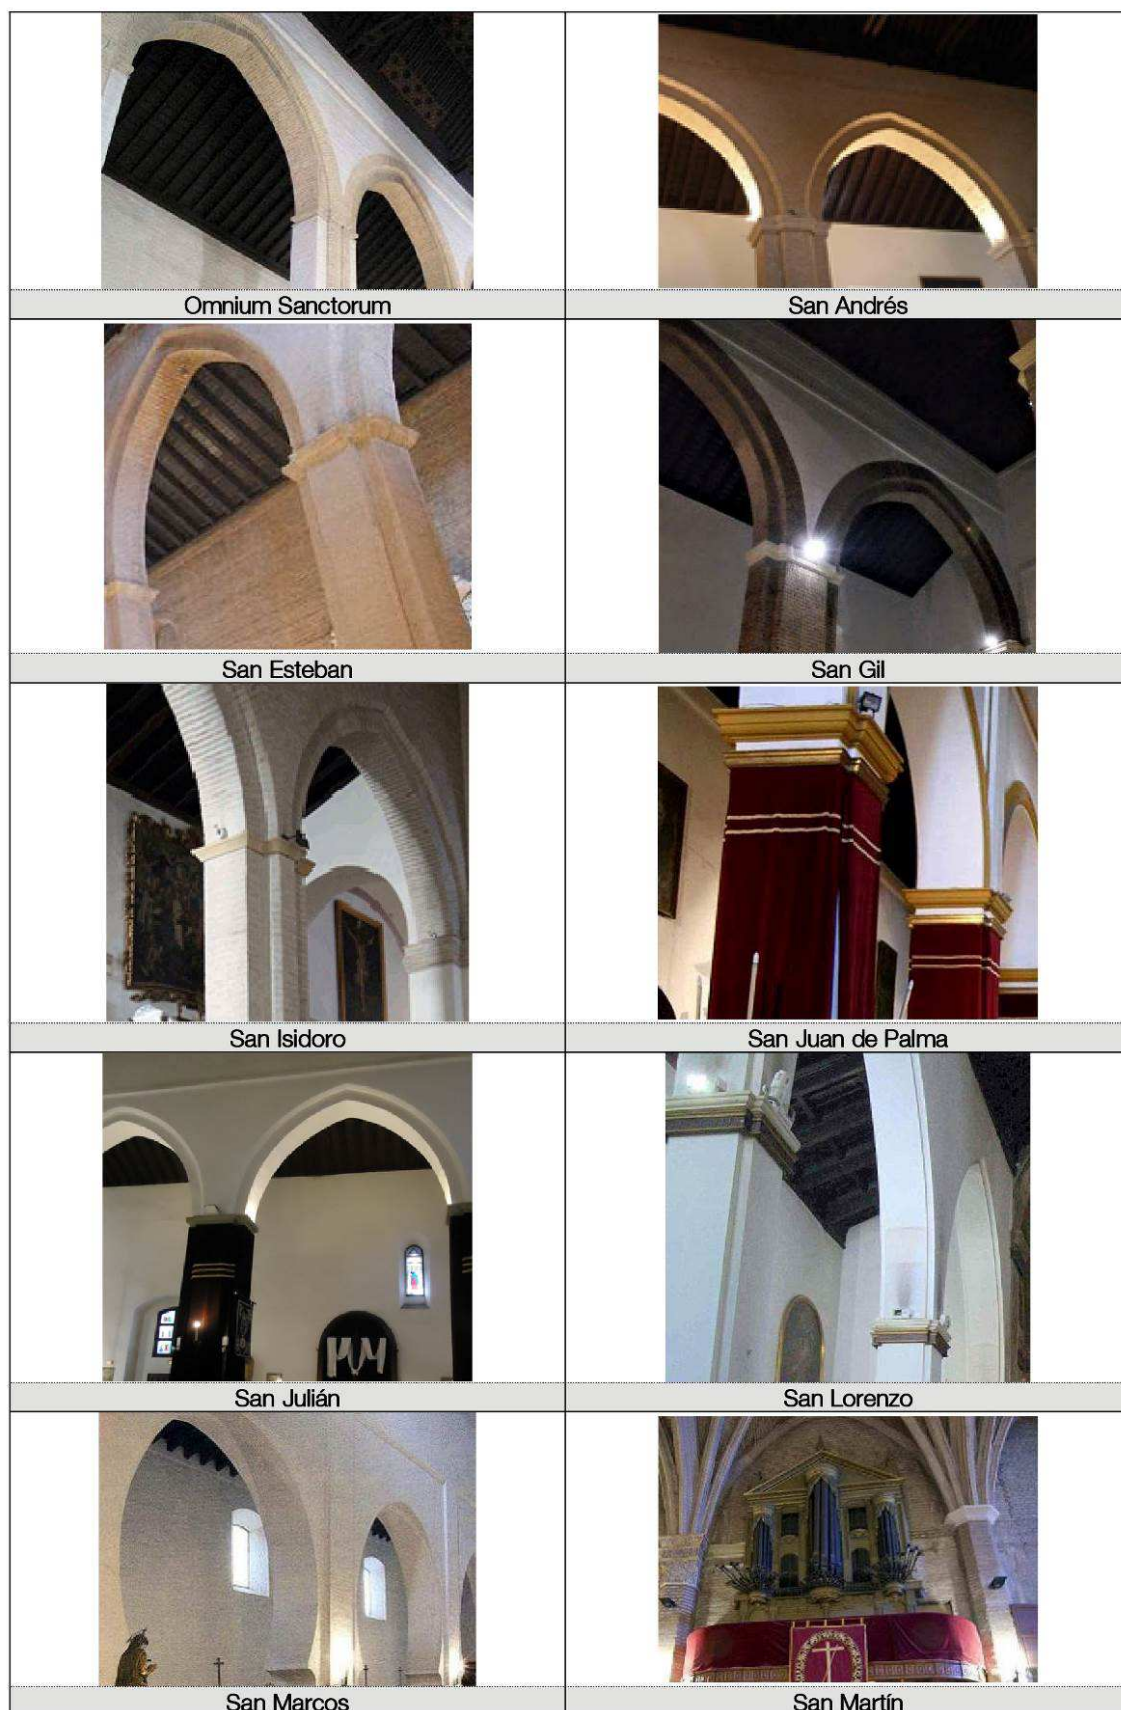 Omnium Sanctorum
San Andrés
San Esteban
San Gil
San Isidoro
San Juan de Palma
San Julián
San Lorenzo
San Marcos
San Martín